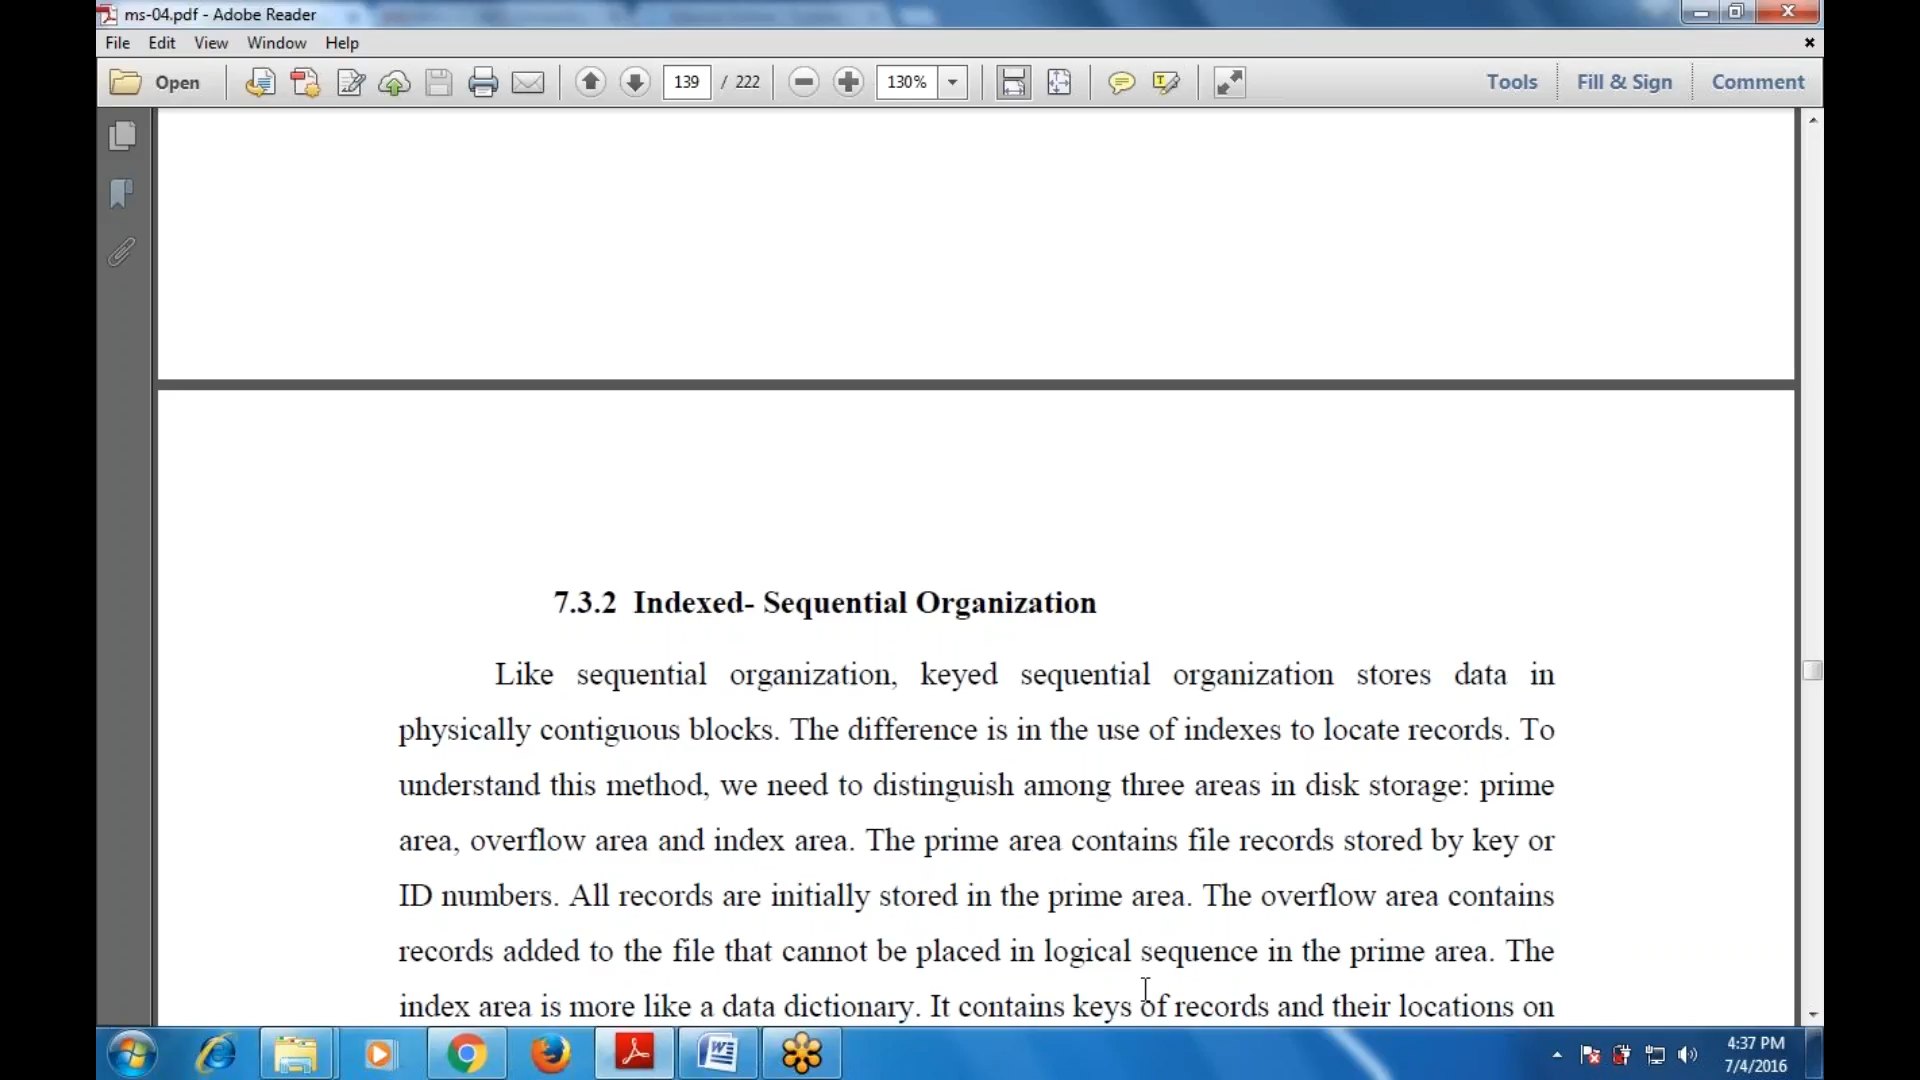 ms-04.pdf - Adobe Reader
File Edit View Window Help
Open 139 / 222 130% Tools Fill & Sign Comment
7.3.2 Indexed- Sequential Organization
Like sequential organization, keyed sequential organization stores data in
physically contiguous blocks. The difference is in the use of indexes to locate records. To
understand this method, we need to distinguish among three areas in disk storage: prime
area, overflow area and index area. The prime area contains file records stored by key or
ID numbers. All records are initially stored in the prime area. The overflow area contains
records added to the file that cannot be placed in logical sequence in the prime area. The
index area is more like a data dictionary. It contains keys of records and their locations on
4:37 PM
7/4/2016